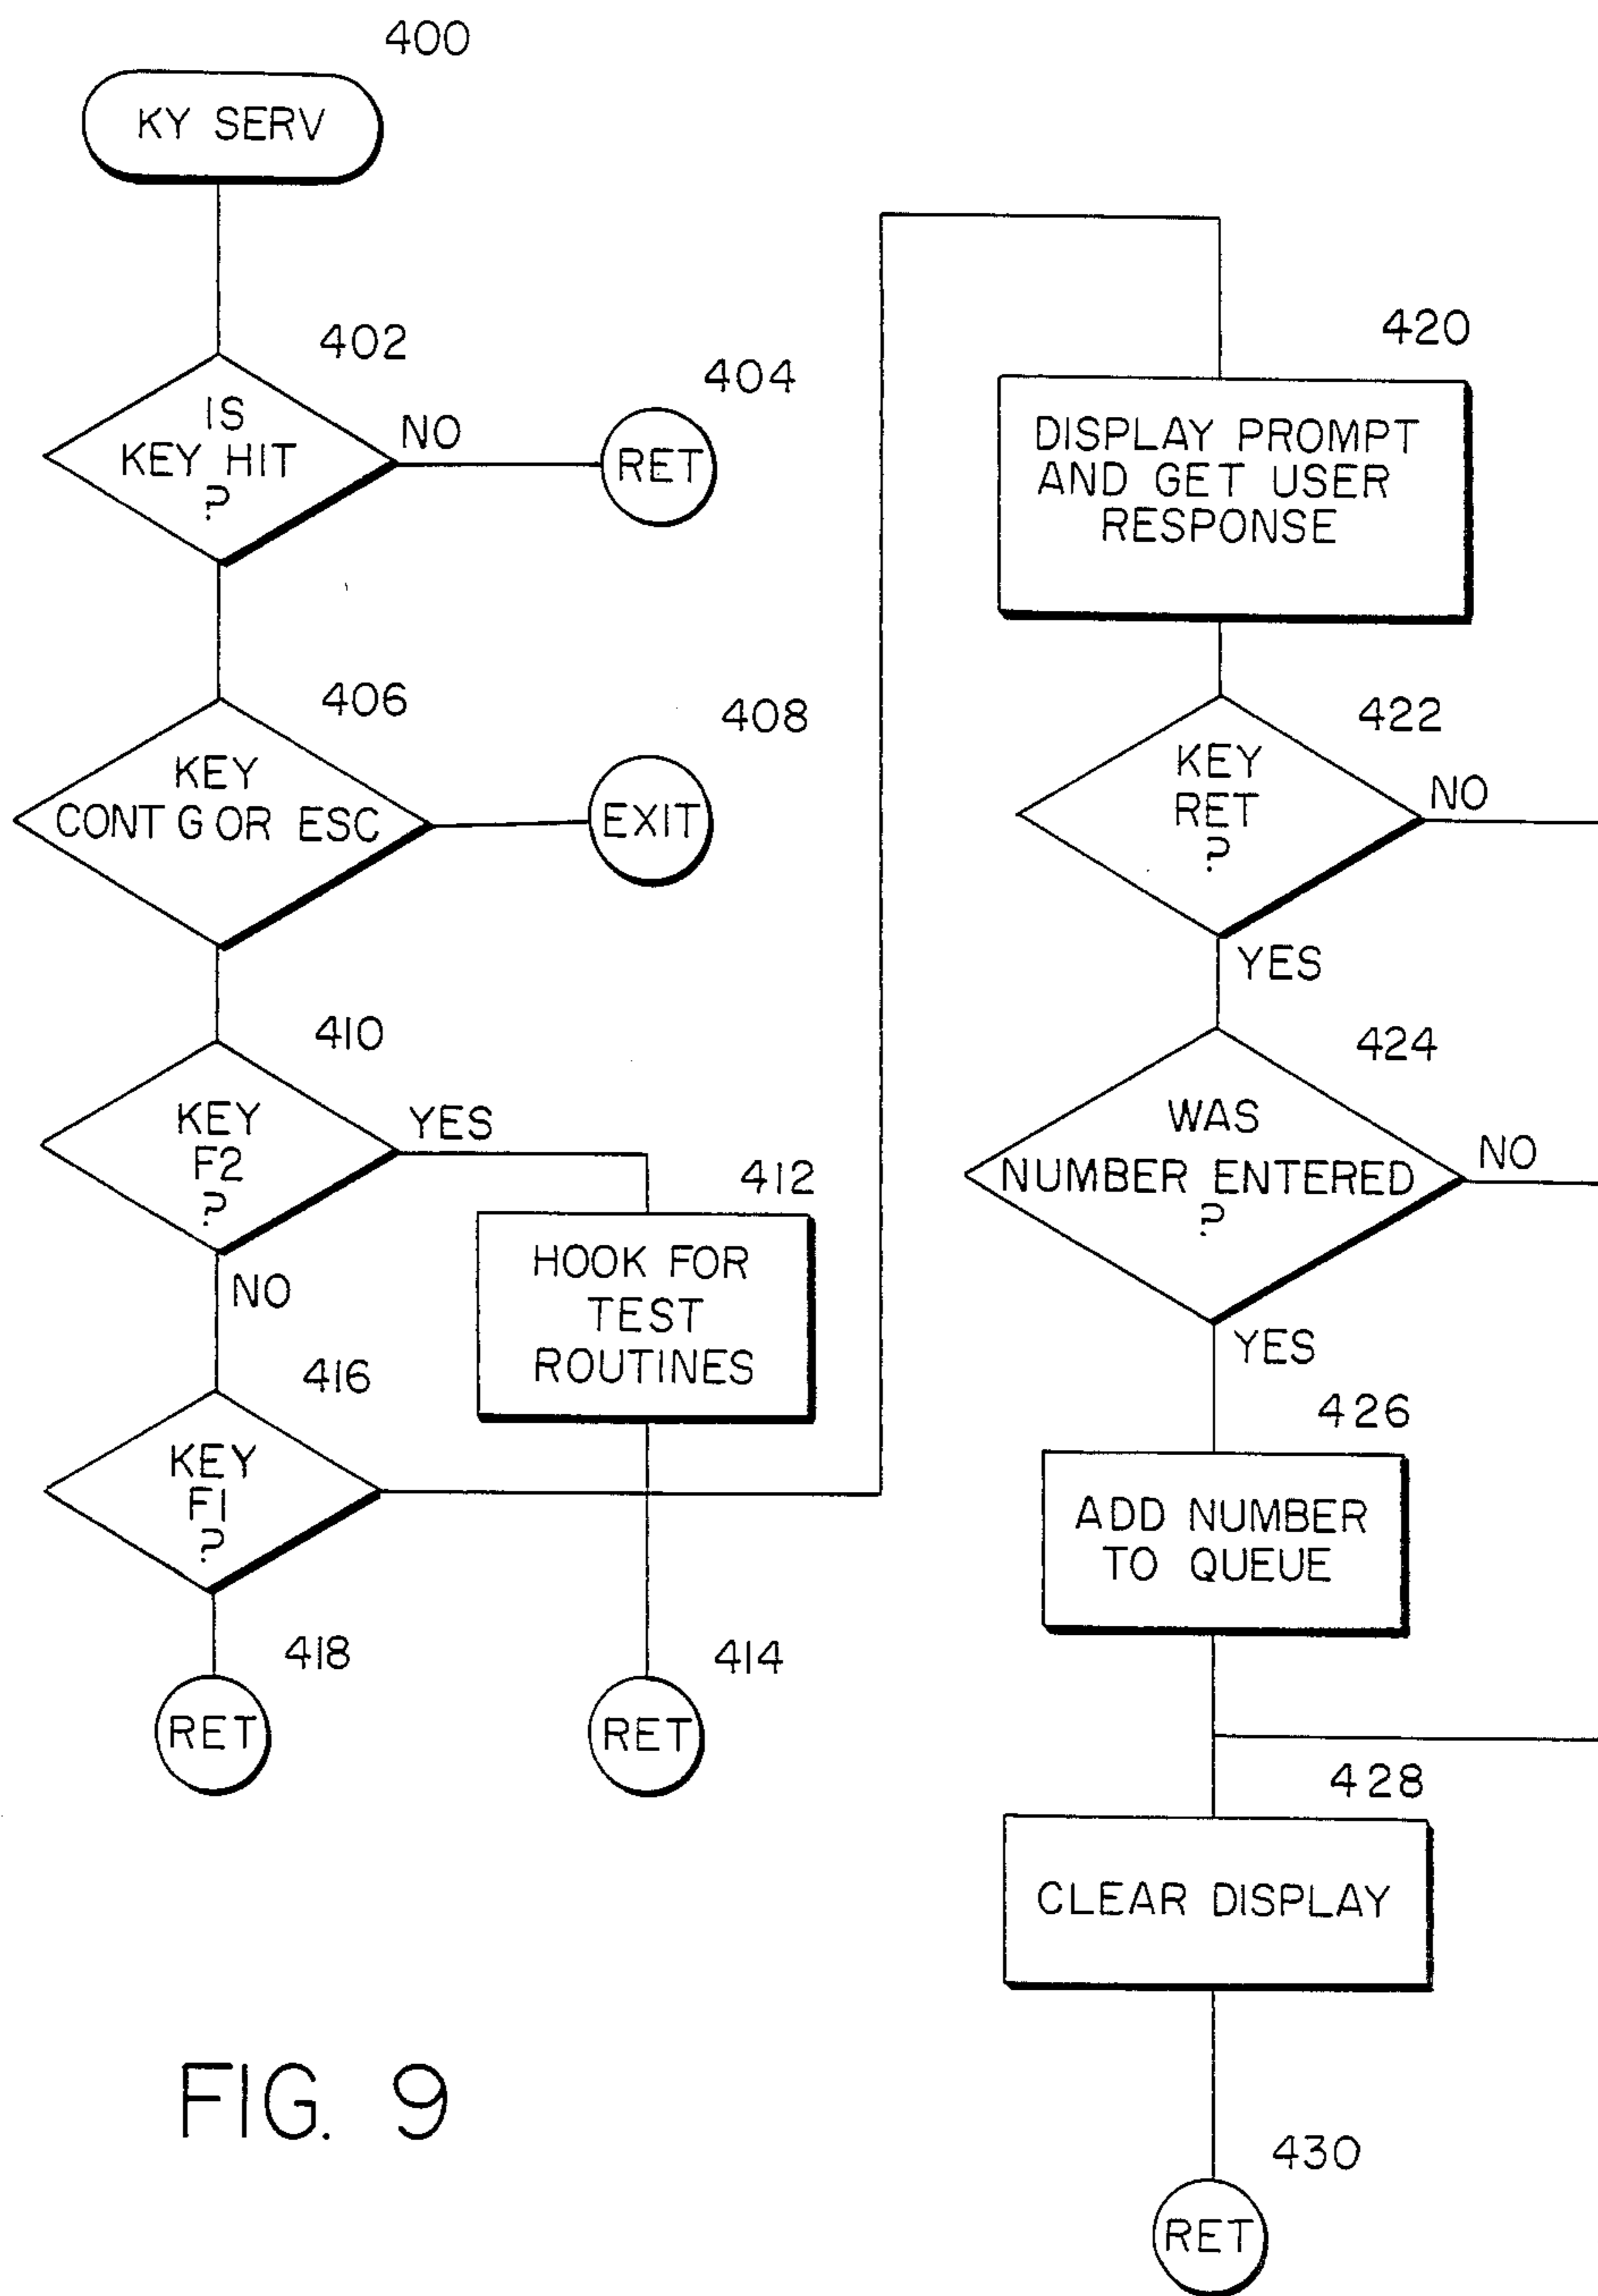 400
KY SERV
402
IS
KEY HIT
?
NO
404
RET
406
KEY
CONT G OR ESC
408
EXIT
410
KEY
F2
?
YES
NO
412
HOOK FOR
TEST
ROUTINES
416
KEY
F1
?
418
RET
414
RET
420
DISPLAY PROMPT
AND GET USER
RESPONSE
422
KEY
RET
?
NO
YES
424
WAS
NUMBER ENTERED
?
NO
YES
426
ADD NUMBER
TO QUEUE
428
CLEAR DISPLAY
430
RET
FIG. 9